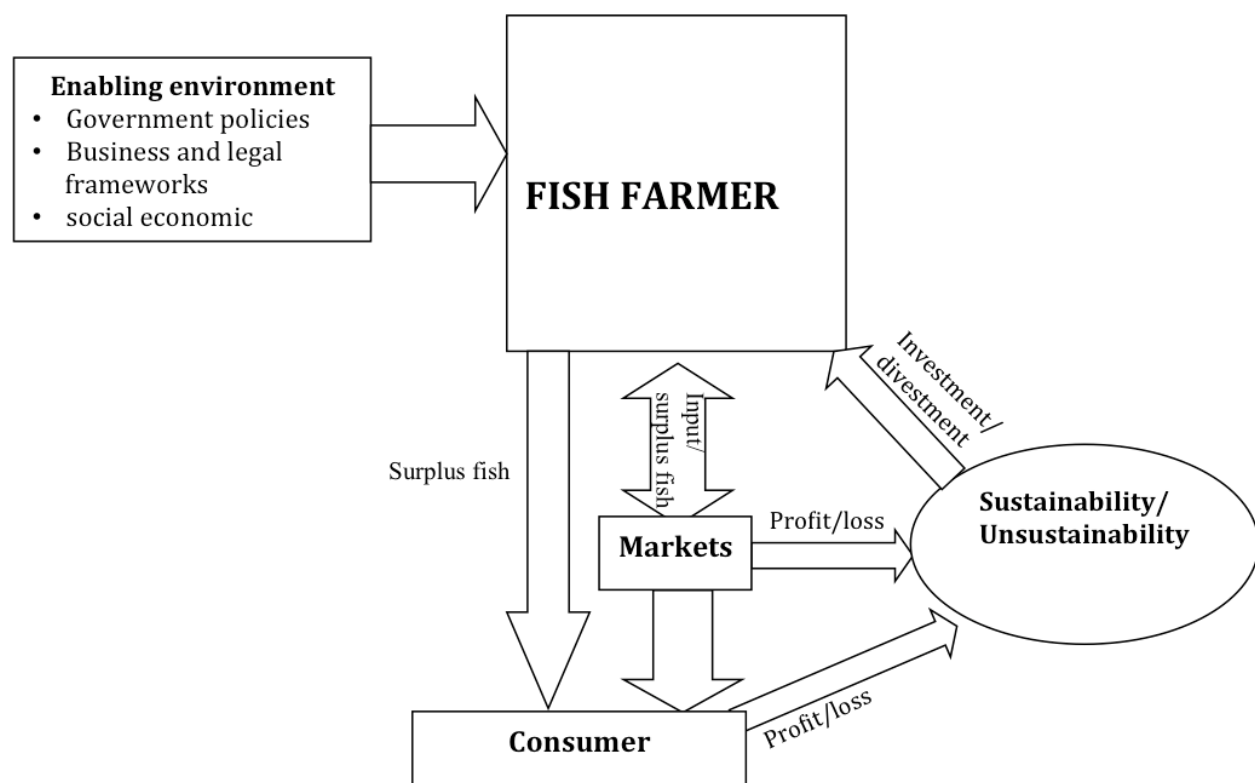 Enabling environment
• Government policies
• Business and legal
frameworks
• social economic
FISH FARMER
Investment/
divestment
Input/
surplus fish
Surplus fish
Markets
Profit/loss
Sustainability/
Unsustainability
Profit/loss
Consumer